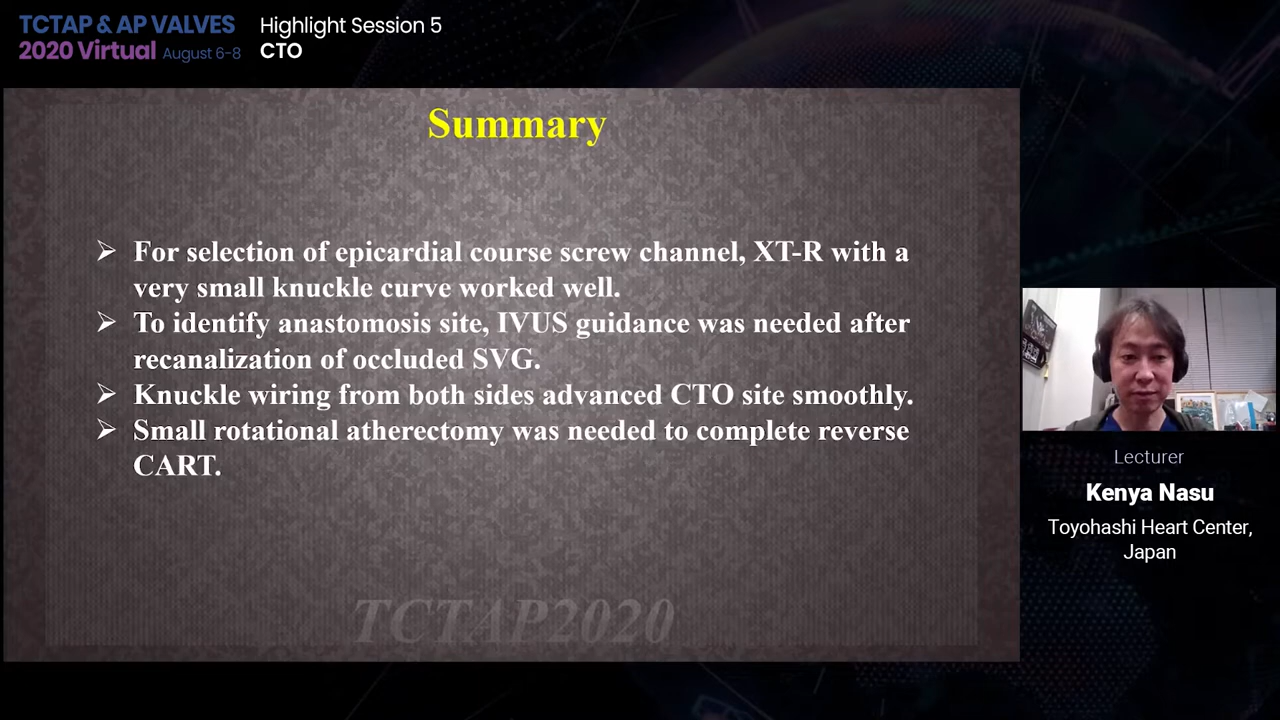 TCTAP & AP VALVES
2020 Virtual August 6-8
Highlight Session 5
CTO
Summary
➢ For selection of epicardial course screw channel, XT-R with a
very small knuckle curve worked well.
➢ To identify anastomosis site, IVUS guidance was needed after
recanalization of occluded SVG.
➢ Knuckle wiring from both sides advanced CTO site smoothly.
➢ Small rotational atherectomy was needed to complete reverse
CART.
TCTAP2020
Lecturer
Kenya Nasu
Toyohashi Heart Center,
Japan